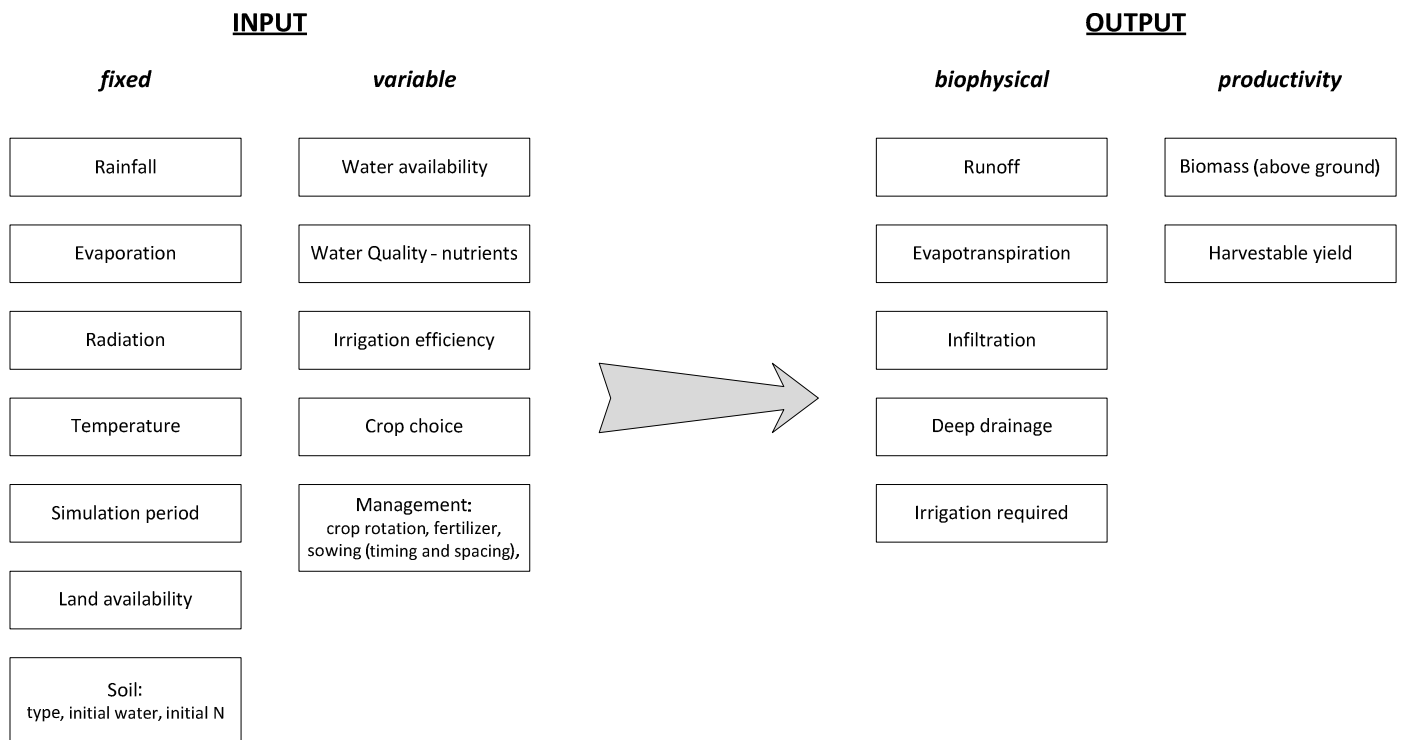 INPUT
OUTPUT
fixed
variable
biophysical
productivity
Rainfall
Water availability
Runoff
Biomass (above ground)
Evaporation
Water Quality - nutrients
Evapotranspiration
Harvestable yield
Radiation
Irrigation efficiency
Infiltration
Temperature
Crop choice
Deep drainage
Simulation period
Management:
crop rotation, fertilizer,
sowing (timing and spacing),
Irrigation required
Land availability
Soil:
type, initial water, initial N